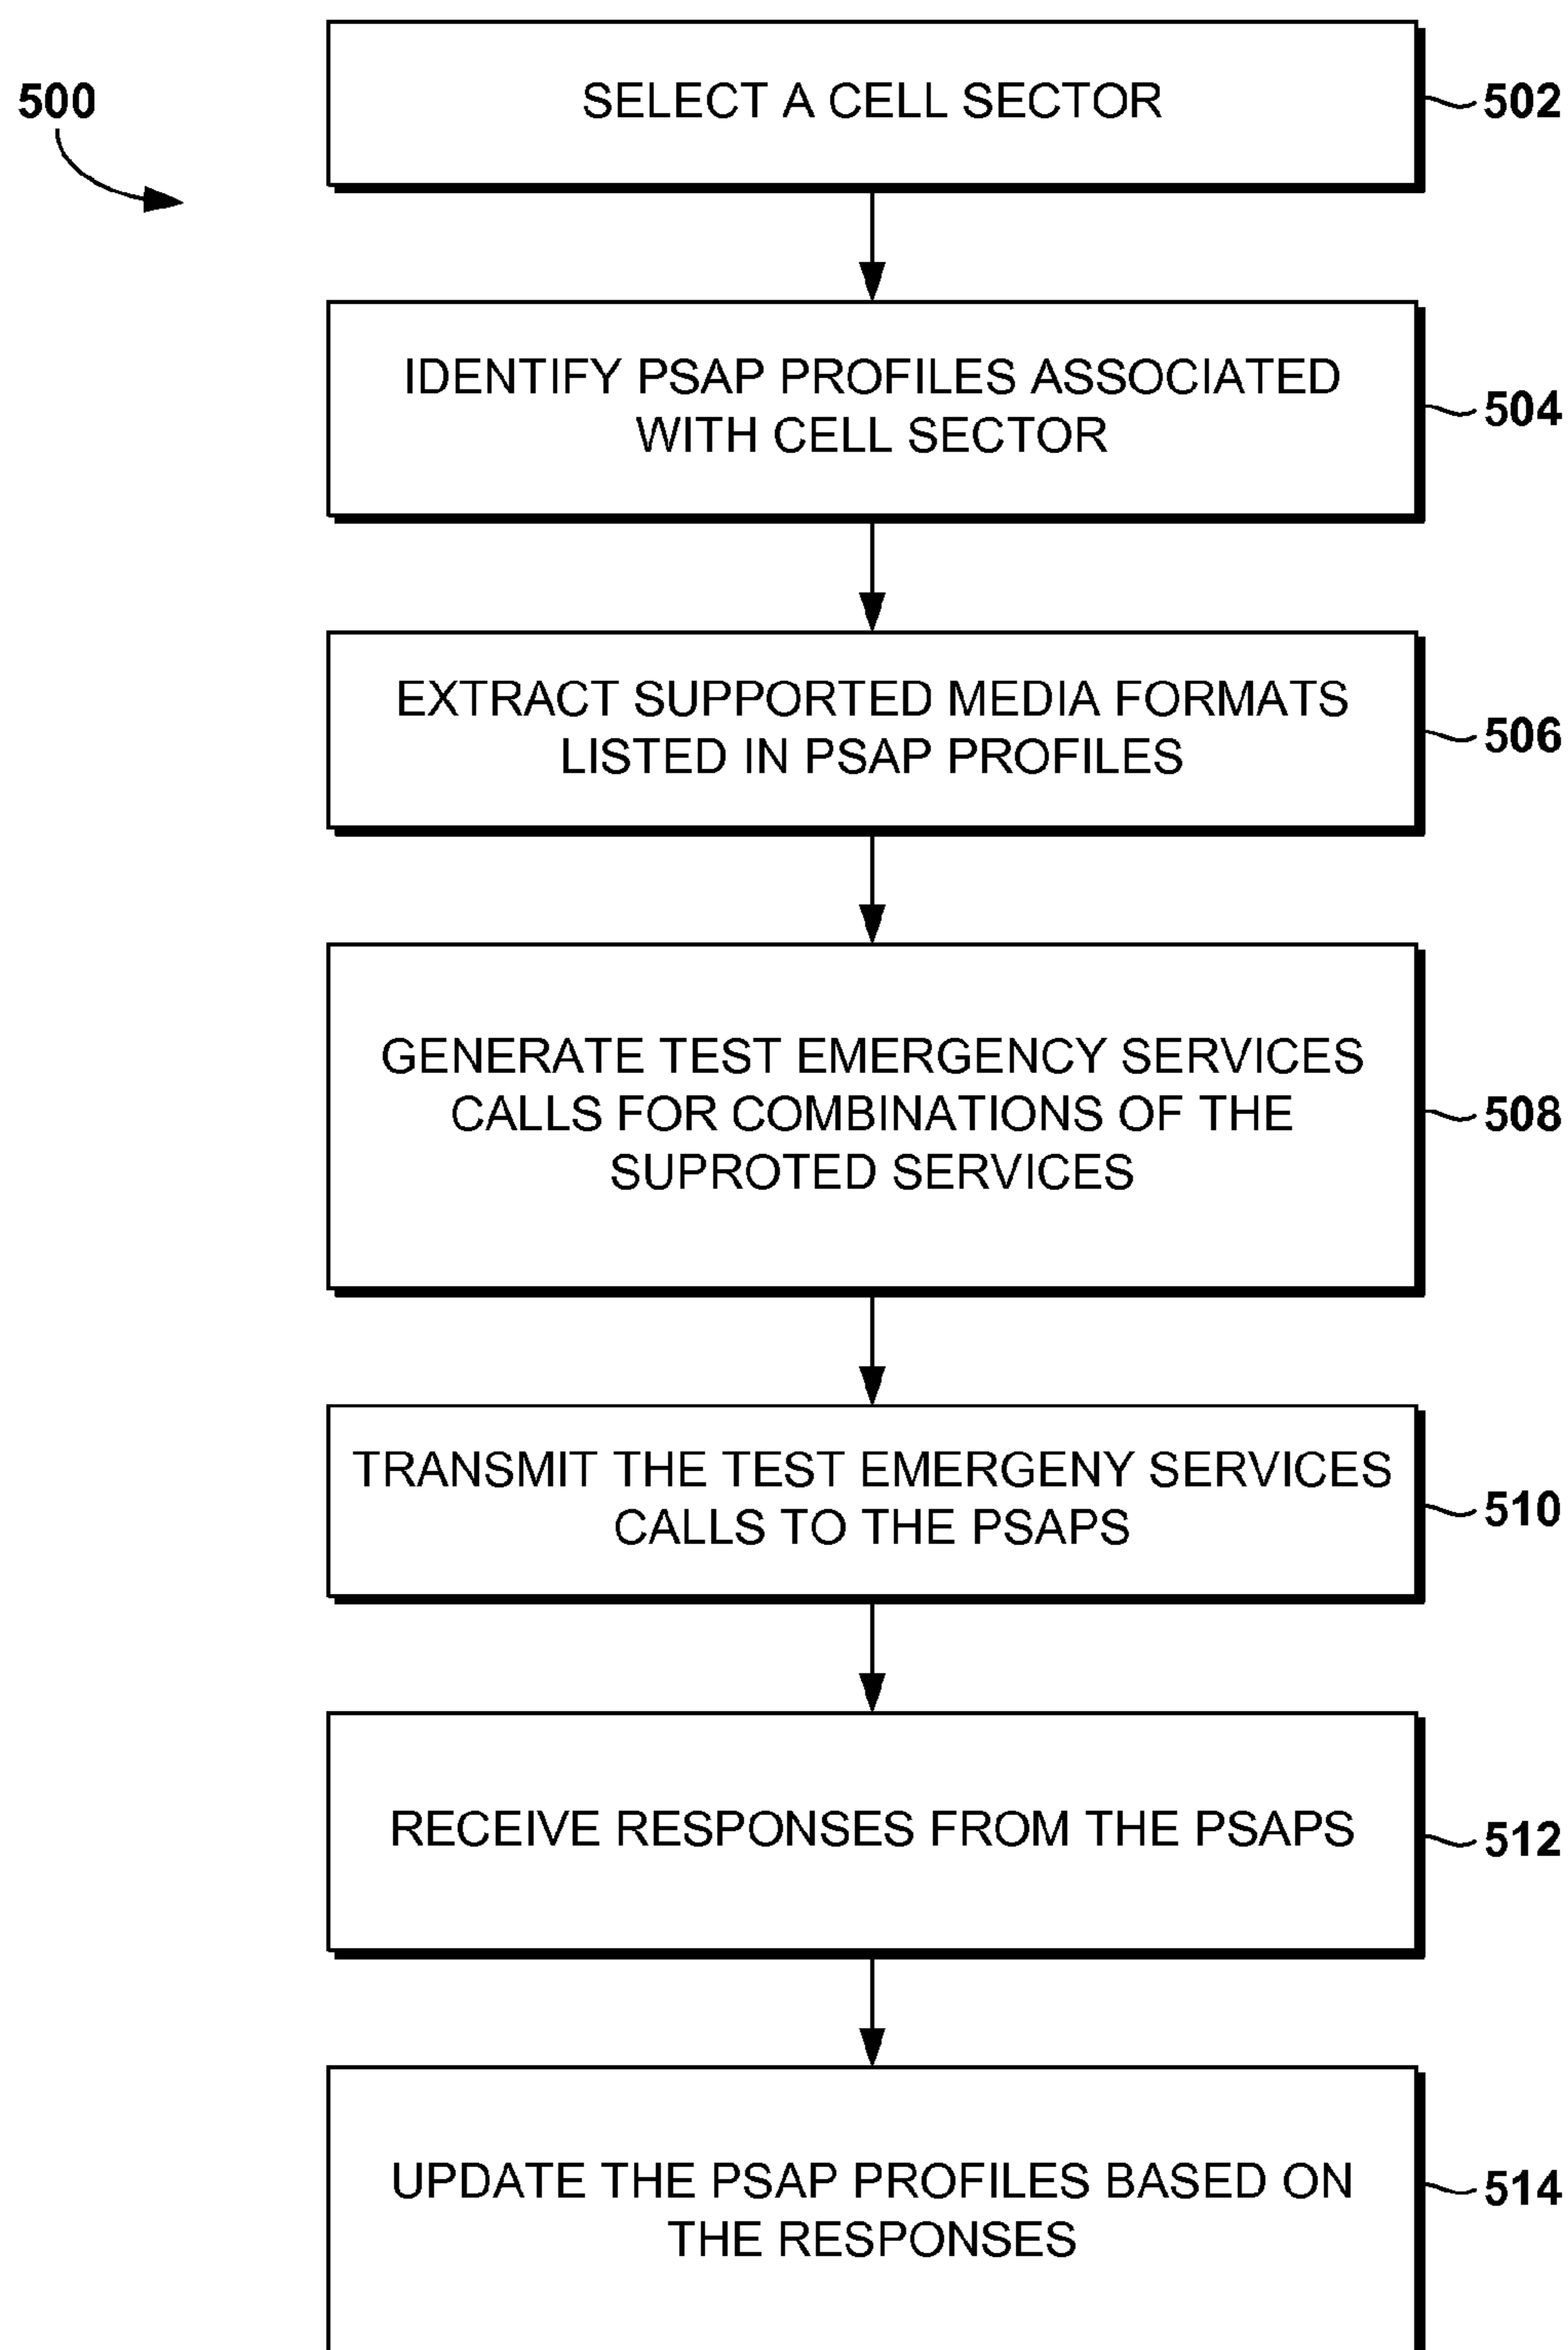 500
SELECT A CELL SECTOR
502
IDENTIFY PSAP PROFILES ASSOCIATED
WITH CELL SECTOR
504
EXTRACT SUPPORTED MEDIA FORMATS
LISTED IN PSAP PROFILES
506
GENERATE TEST EMERGENCY SERVICES
CALLS FOR COMBINATIONS OF THE
SUPROTED SERVICES
508
TRANSMIT THE TEST EMERGENY SERVICES
CALLS TO THE PSAPS
510
RECEIVE RESPONSES FROM THE PSAPS
512
UPDATE THE PSAP PROFILES BASED ON
THE RESPONSES
514